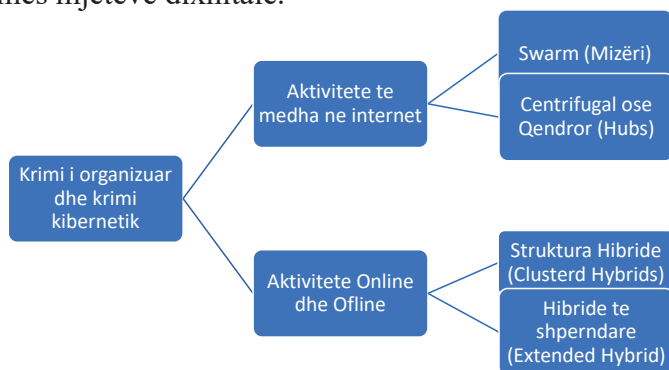 dixhitale.
Swarm (Mizëri)
Aktivitete te
medha ne internet
Centrifugal ose
Qendror (Hubs)
Krimi i organizuar
dhe krimi
kibernetik
Struktura Hibride
(Clusterd Hybrids)
Aktivitete Online
dhe Ofline
Hibride te
shperndare
(Extended Hybrid)